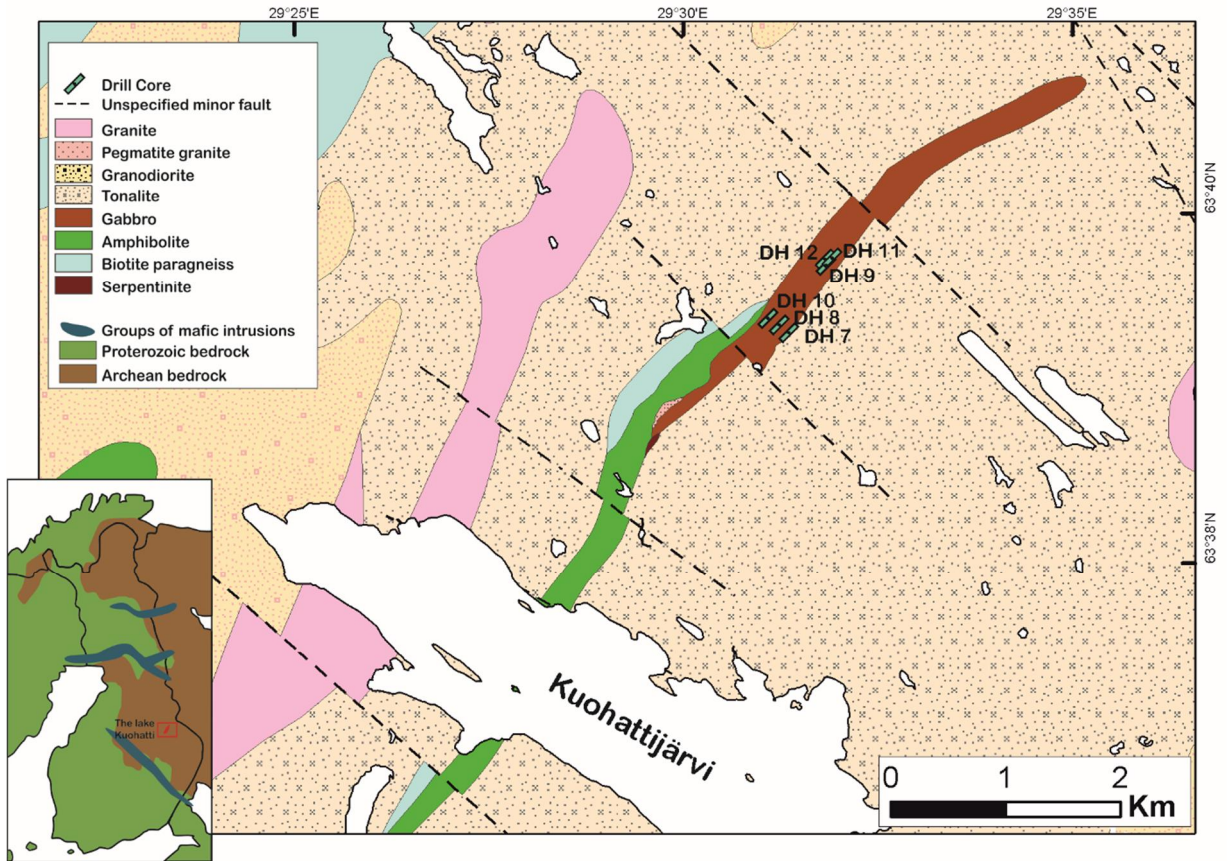 29°25'E
29°30'E
29°35'E
Drill Core
Unspecified minor fault
Granite
Pegmatite granite
Granodiorite
Tonalite
Gabbro
Amphibolite
Biotite paragneiss
Serpentinite
Groups of mafic intrusions
Proterozoic bedrock
Archean bedrock
63°40'N
DH 12
DH 11
DH 9
DH 10
DH 8
DH 7
63°38'N
The lake
Kuohatti
Kuohattijärvi
0 1 2
Km